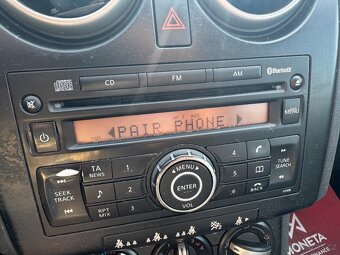 CD FM AM Bluetooth
MENU
PAIR PHONE
TA
NEWS
1 2 3
MENU
4 5 6
TUNE
SEARCH
SEEK
TRACK
ENTER
RPT
MIX
BACK
VOL
MONETA